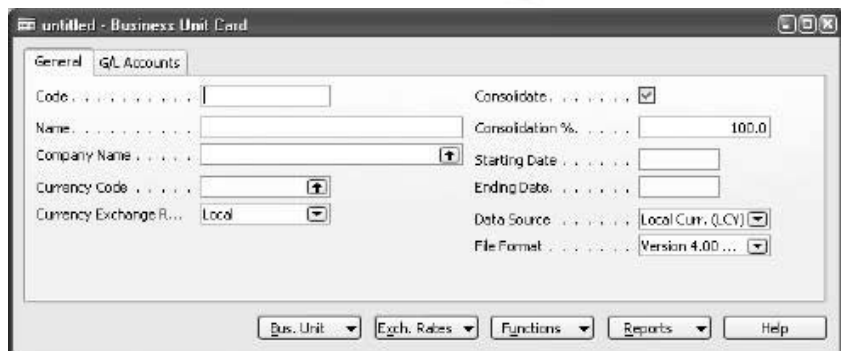 untitled - Business Unit Card
General G/L Accounts
Code . . . . . . . . . . .
Name. . . . . . . . . . .
Company Name . . . . .
Currency Code . . . . .
Currency Exchange R... Local
Consolidate. . . . . . .
Consolidation %. . . . . 100.0
Starting Date . . . . . .
Ending Date. . . . . . .
Data Source . . . . . . Local Curr. (LCY)
File Format . . . . . . . Version 4.00 ...
Bus. Unit Exch. Rates Functions Reports Help